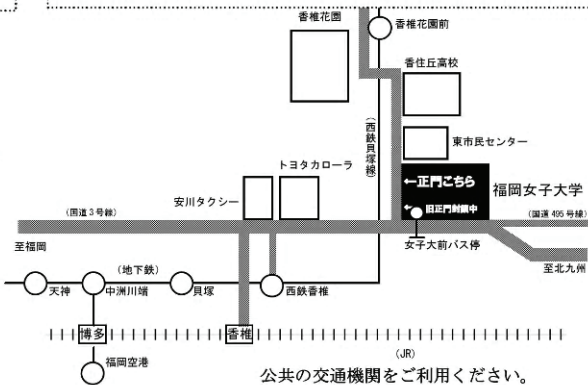 香椎花園
香椎花園前
香住丘高校
(西鉄貝塚線)
東市民センター
トヨタカローラ
←正門こちら
福岡女子大学
安川タクシー
← 旧正門封鎖中
(国道3号線)
(国道495号線)
至福岡
女子大前バス停
(地下鉄)
至北九州
天神
中洲川端
貝塚
西鉄香椎
博多
香椎
(JR)
福岡空港
公共の交通機関をご利用ください。